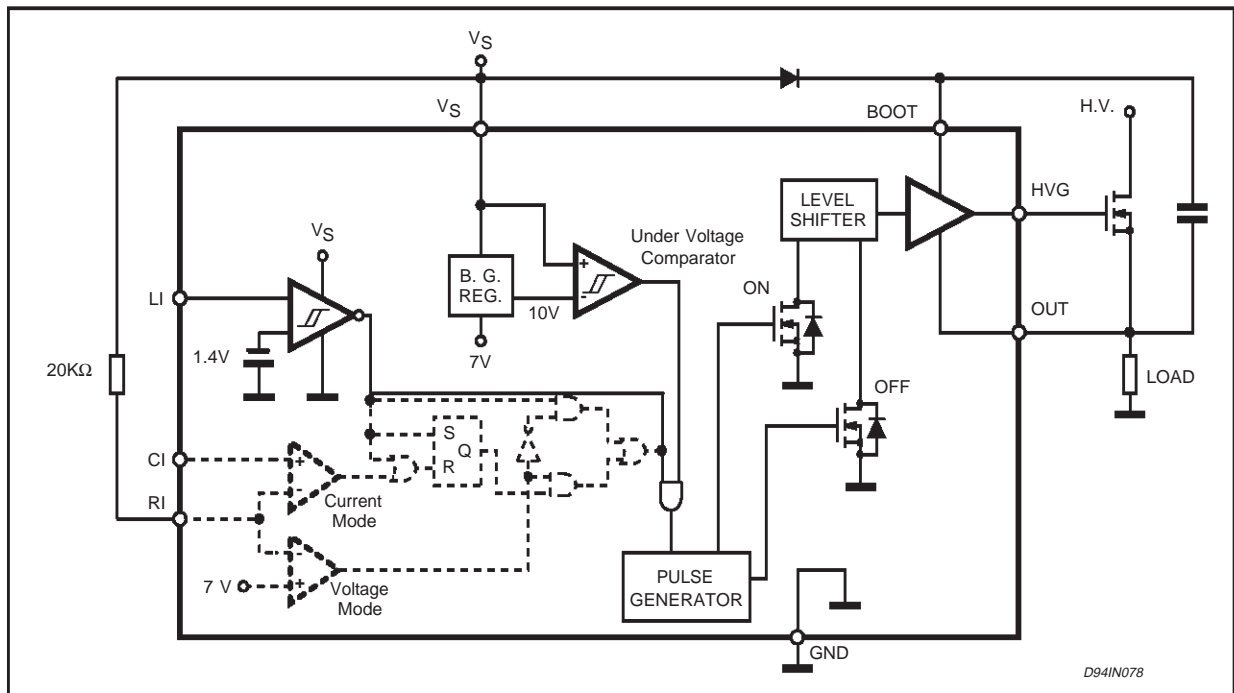 VS
VS
BOOT
H.V.
HVG
LEVEL
SHIFTER
VS
Under Voltage
Comparator
+
-
B. G.
REG.
10V
7V
ON
LI
1.4V
OUT
20KΩ
LOAD
OFF
S
Q
R
CI
+
-
Current
Mode
RI
-
+
7 V
Voltage
Mode
PULSE
GENERATOR
GND
D94IN078